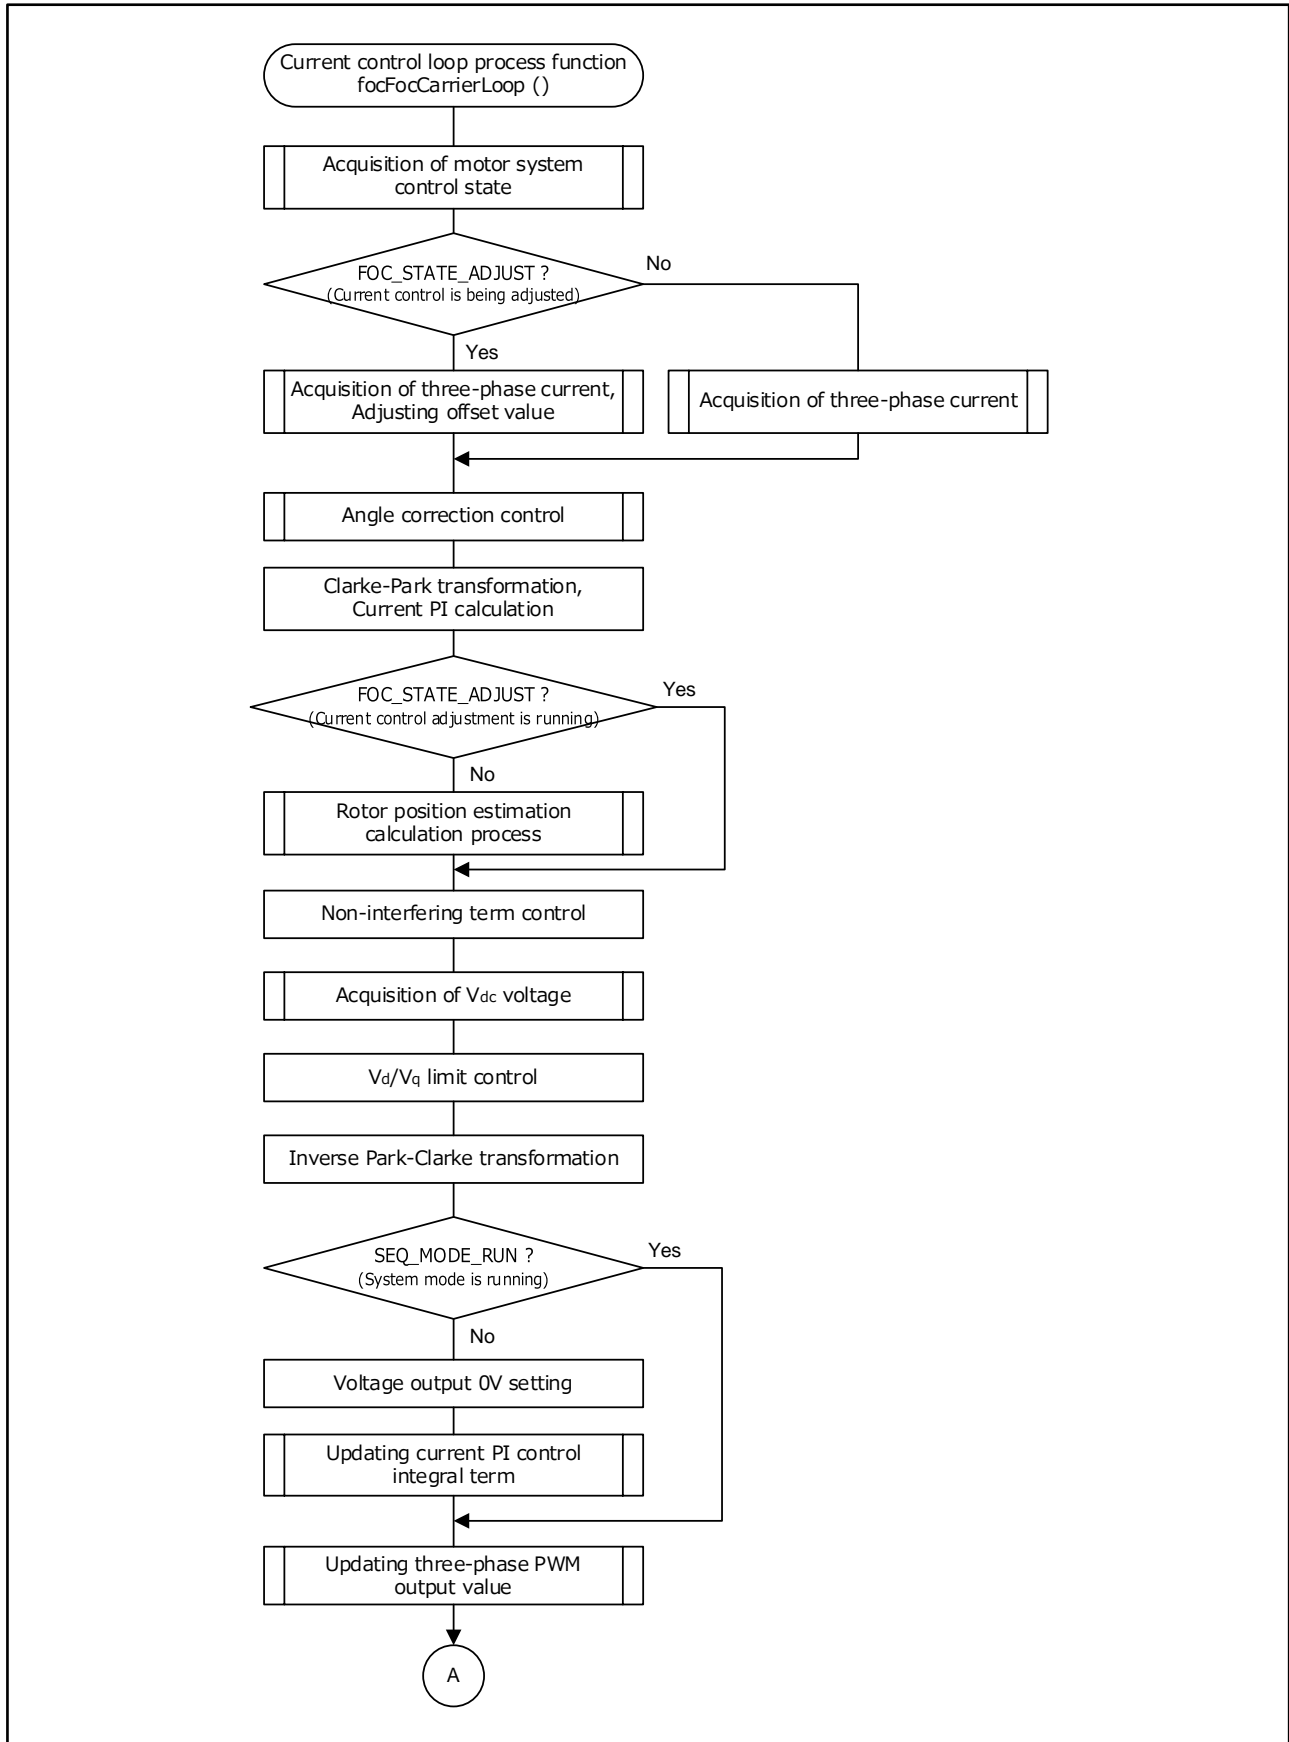 Current control loop process function
focFocCarrierLoop ()
Acquisition of motor system
control state
FOC_STATE_ADJUST ?
(Current control is being adjusted)
No
Yes
Acquisition of three-phase current,
Adjusting offset value
Acquisition of three-phase current
Angle correction control
Clarke-Park transformation,
Current PI calculation
FOC_STATE_ADJUST ?
(Current control adjustment is running)
Yes
No
Rotor position estimation
calculation process
Non-interfering term control
Acquisition of Vdc voltage
Vd/Vq limit control
Inverse Park-Clarke transformation
SEQ_MODE_RUN ?
(System mode is running)
Yes
No
Voltage output 0V setting
Updating current PI control
integral term
Updating three-phase PWM
output value
A